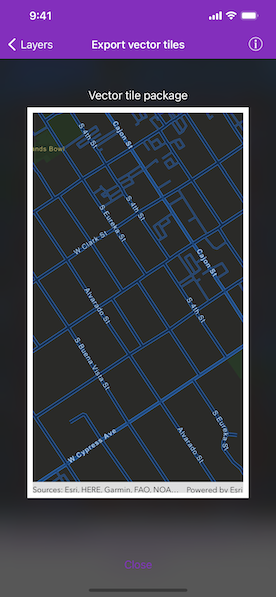 9:41
Layers
Export vector tiles
Vector tile package
S 4th St
Cajon St
ands Bowl
S 4th St
S Eureka St
W Clark St
Cajon St
Alvarado St
S 4th St
S Buena Vista St
S Eureka St
W Cypress Ave
Alvarado St
Sources: Esri, HERE, Garmin, FAO, NOA...
Powered by Esri
Close